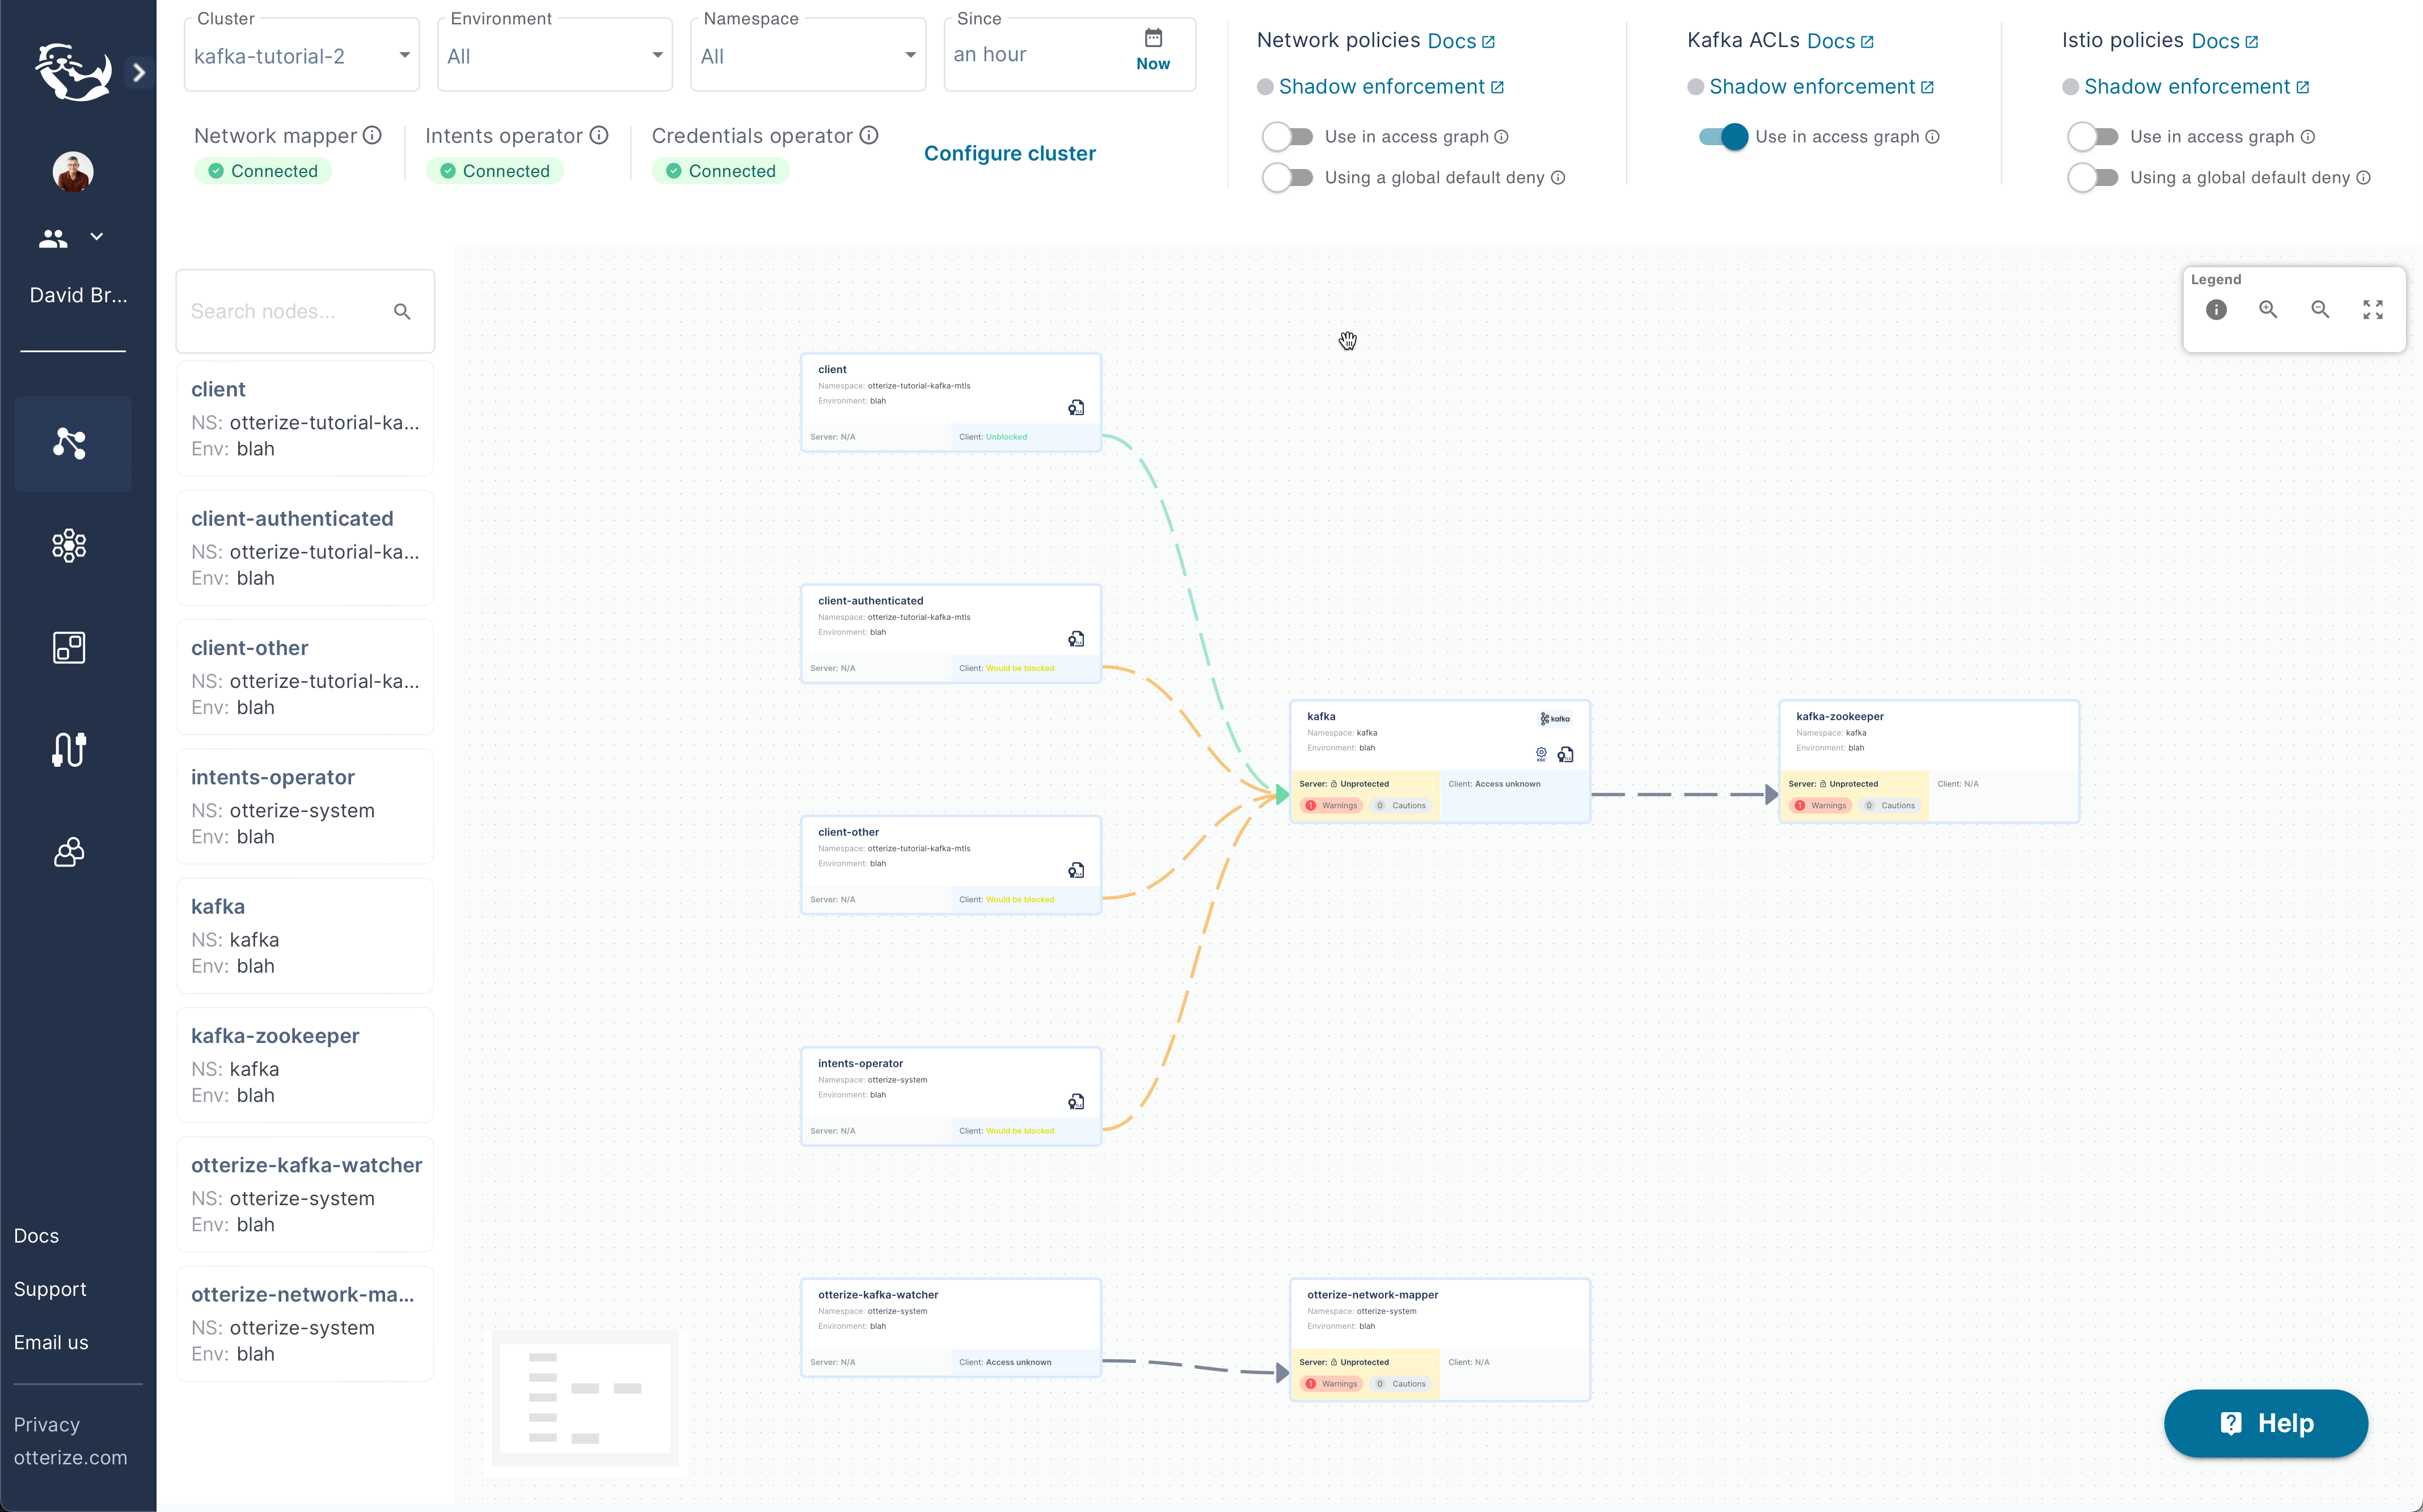 Cluster
kafka-tutorial-2
Environment
All
Namespace
All
Since
an hour
Now
Network mapper
Connected
Intents operator
Connected
Credentials operator
Connected
Configure cluster
Network policies Docs
Shadow enforcement
Use in access graph
Using a global default deny
Kafka ACLs Docs
Shadow enforcement
Use in access graph
Istio policies Docs
Shadow enforcement
Use in access graph
Using a global default deny
David Br...
Docs
Support
Email us
Privacy
otterize.com
Search nodes...
client
NS: otterize-tutorial-ka...
Env: blah
client-authenticated
NS: otterize-tutorial-ka...
Env: blah
client-other
NS: otterize-tutorial-ka...
Env: blah
intents-operator
NS: otterize-system
Env: blah
kafka
NS: kafka
Env: blah
kafka-zookeeper
NS: kafka
Env: blah
otterize-kafka-watcher
NS: otterize-system
Env: blah
otterize-network-ma...
NS: otterize-system
Env: blah
Legend
client
Namespace: otterize-tutorial-kafka-mtls
Environment: blah
Server: N/A
Client: Unblocked
client-authenticated
Namespace: otterize-tutorial-kafka-mtls
Environment: blah
Server: N/A
Client: Would be blocked
client-other
Namespace: otterize-tutorial-kafka-mtls
Environment: blah
Server: N/A
Client: Would be blocked
intents-operator
Namespace: otterize-system
Environment: blah
Server: N/A
Client: Would be blocked
kafka
kafka
Namespace: kafka
Environment: blah
KSC
Server: Unprotected
1 Warnings 0 Cautions
Client: Access unknown
kafka-zookeeper
Namespace: kafka
Environment: blah
Server: Unprotected
1 Warnings 0 Cautions
Client: N/A
otterize-kafka-watcher
Namespace: otterize-system
Environment: blah
Server: N/A
Client: Access unknown
otterize-network-mapper
Namespace: otterize-system
Environment: blah
Server: Unprotected
1 Warnings 0 Cautions
Client: N/A
Help